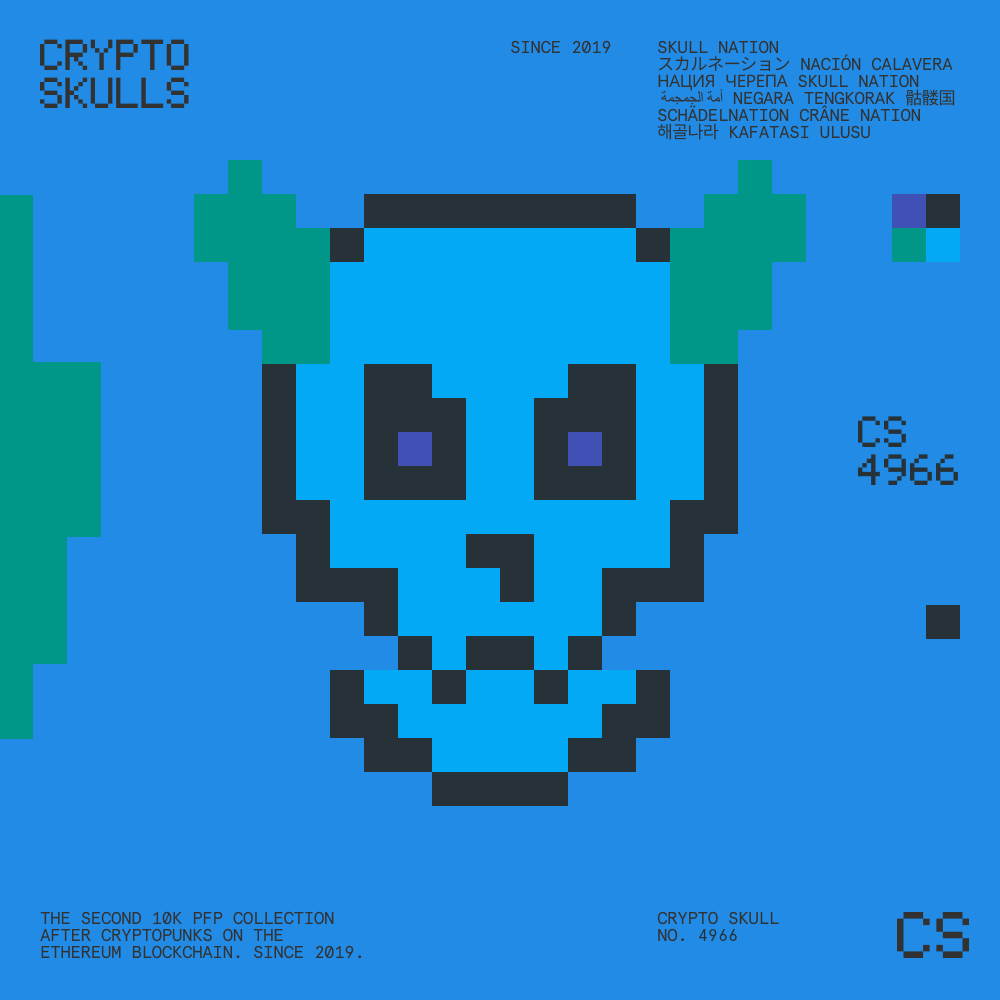 CRYPTO
SKULLS
SINCE 2019
SKULL NATION
スカルネーション NACIÓN CALAVERA
НАЦИЯ ЧЕРЕПА SKULL NATION
أمة الجمجمة NEGARA TENGKORAK 骷髅国
SCHÄDELNATION CRÂNE NATION
해골나라 KAFATASI ULUSU
CS
4966
THE SECOND 10K PFP COLLECTION
AFTER CRYPTOPUNKS ON THE
ETHEREUM BLOCKCHAIN. SINCE 2019.
CRYPTO SKULL
NO. 4966
CS